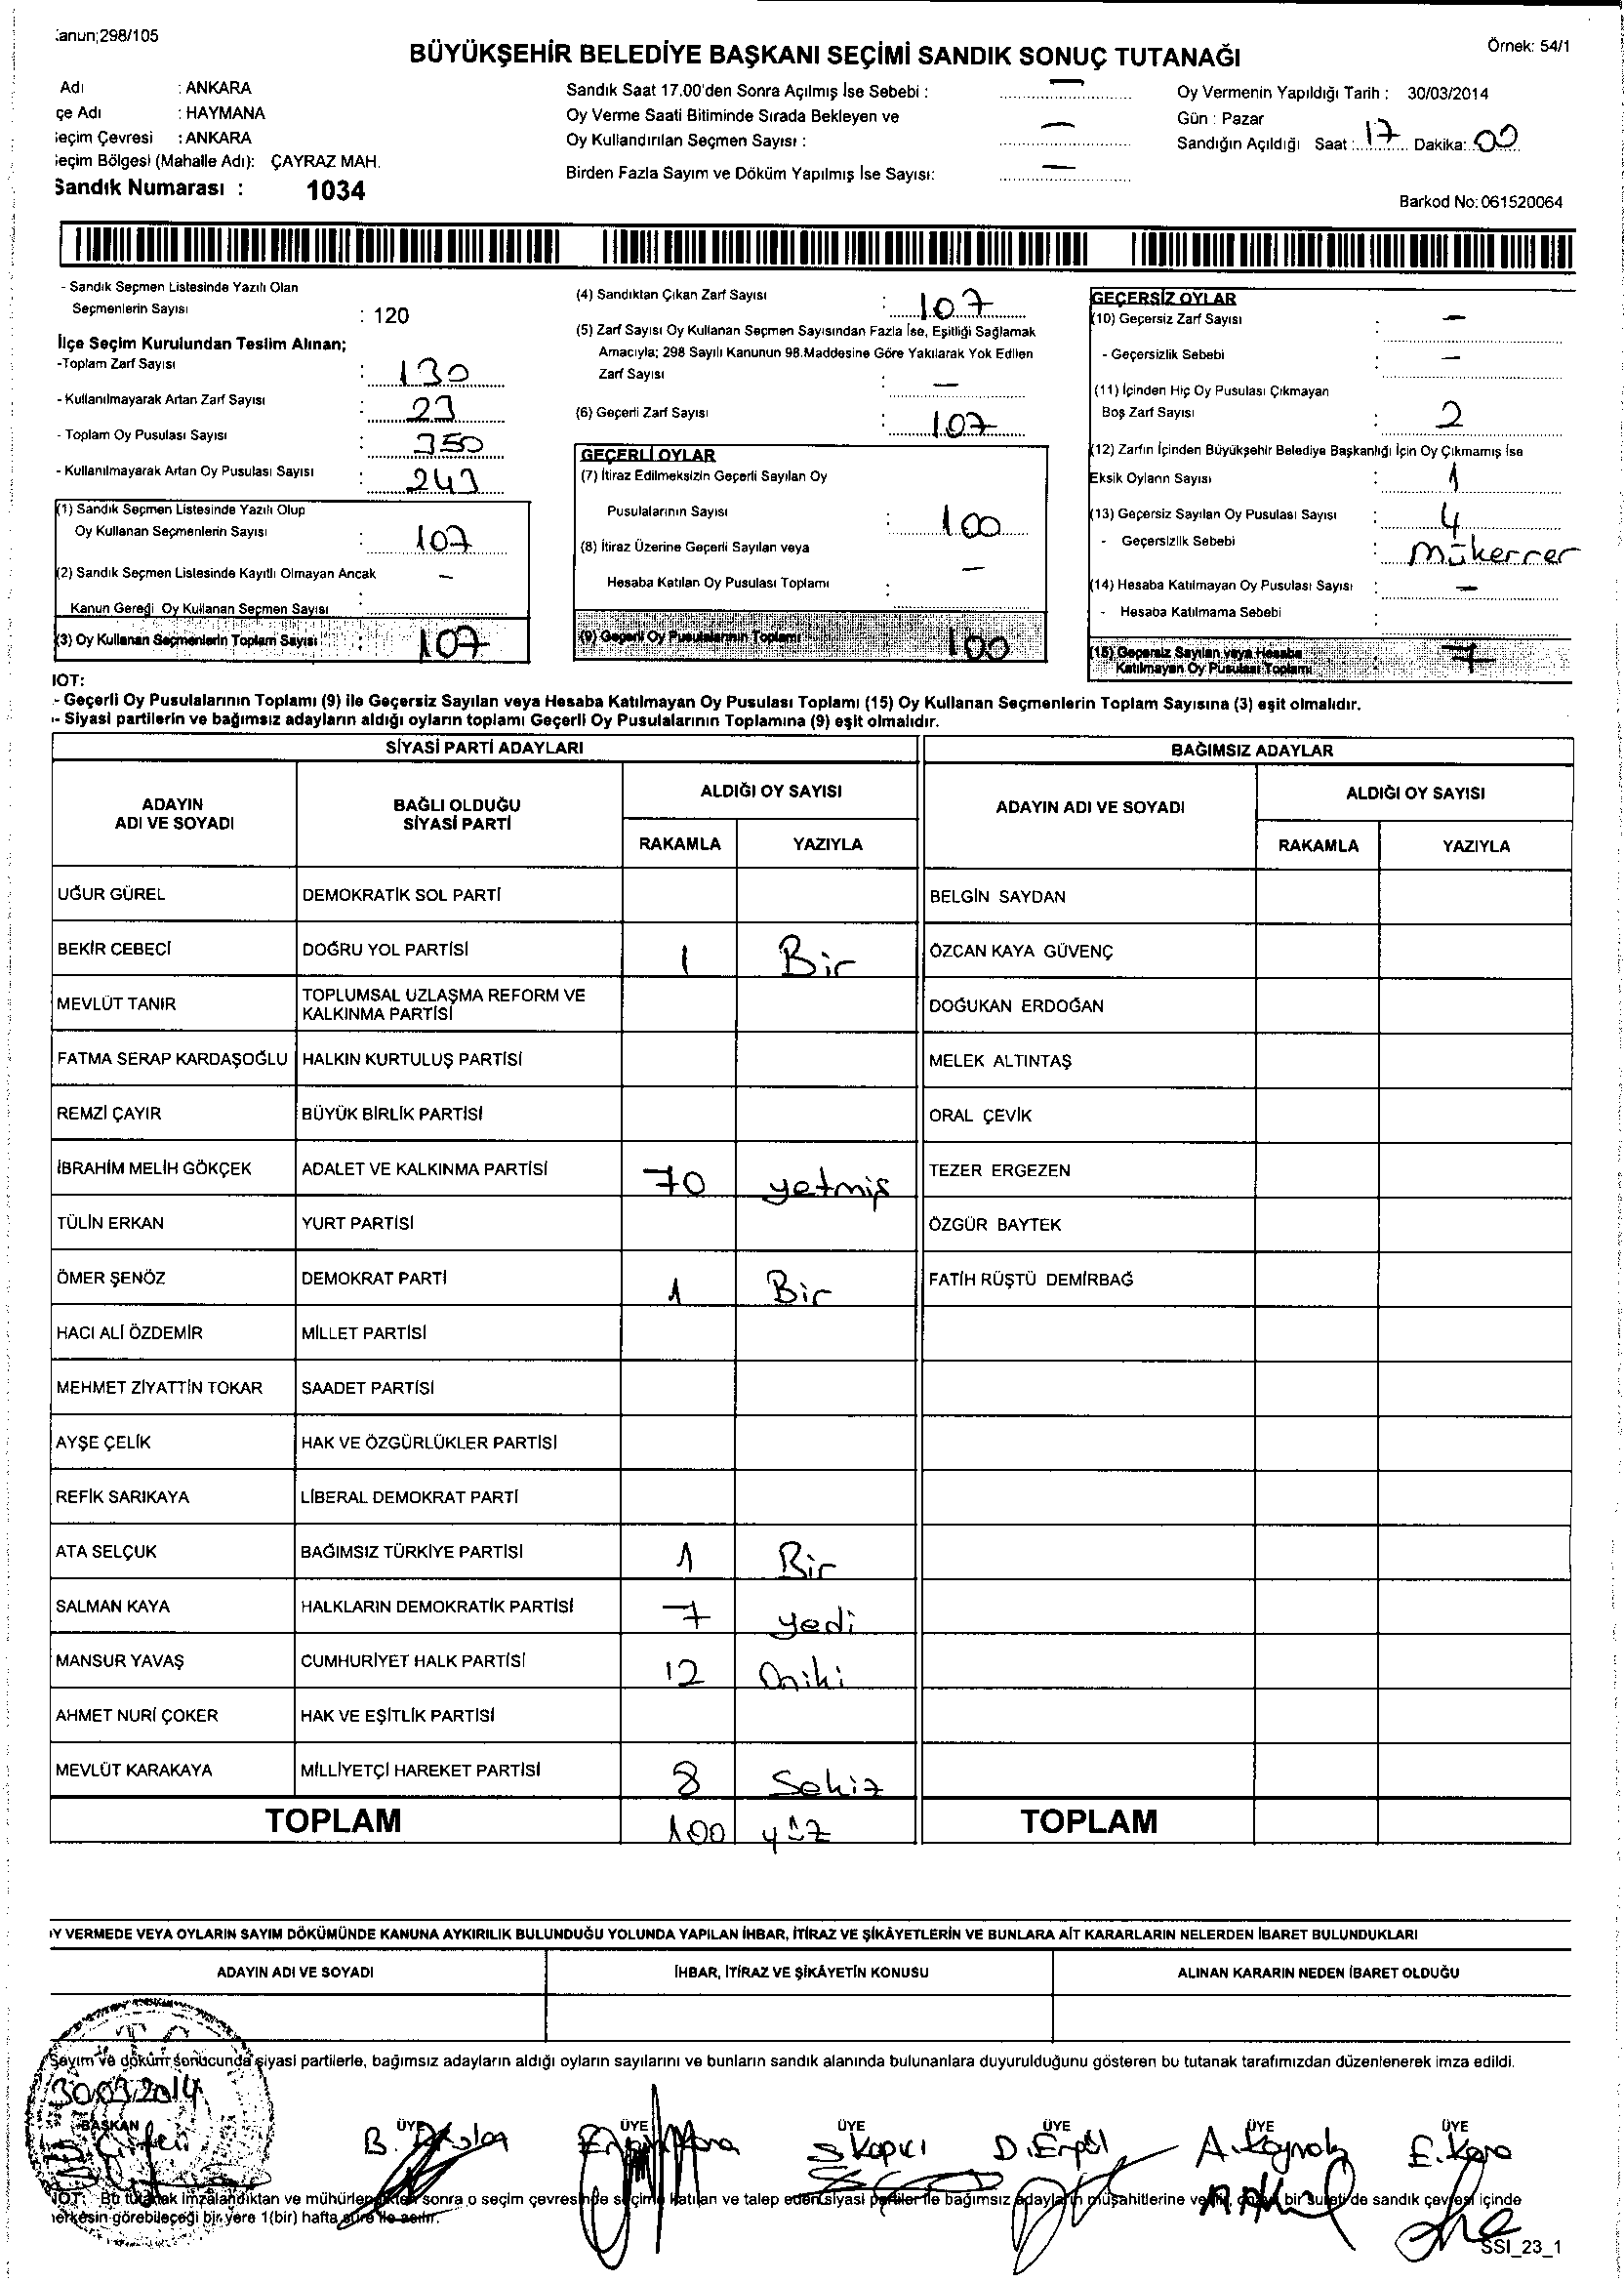 :anun;298/105
Örnek: 54/1
BÜYÜKŞEHİR BELEDİYE BAŞKANI SEÇİMİ SANDIK SONUÇ TUTANAĞI
Adı : ANKARA
çe Adı : HAYMANA
eçim Çevresi : ANKARA
eçim Bölgesi (Mahalle Adı): ÇAYRAZ MAH.
Sandık Numarası : 1034
Sandık Saat 17.00'den Sonra Açılmış İse Sebebi : —
Oy Verme Saati Bitiminde Sırada Bekleyen ve
Oy Kullandırılan Seçmen Sayısı : —
Birden Fazla Sayım ve Döküm Yapılmış İse Sayısı: —
Oy Vermenin Yapıldığı Tarih : 30/03/2014
Gün : Pazar
Sandığın Açıldığı Saat : 17 Dakika: 00
Barkod No: 061520064
- Sandık Seçmen Listesinde Yazılı Olan
Seçmenlerin Sayısı : 120
İlçe Seçim Kurulundan Teslim Alınan;
-Toplam Zarf Sayısı : 130
- Kullanılmayarak Artan Zarf Sayısı : 23
- Toplam Oy Pusulası Sayısı : 350
- Kullanılmayarak Artan Oy Pusulası Sayısı : 243
(1) Sandık Seçmen Listesinde Yazılı Olup
Oy Kullanan Seçmenlerin Sayısı : 107
(2) Sandık Seçmen Listesinde Kayıtlı Olmayan Ancak —
Kanun Gereği Oy Kullanan Seçmen Sayısı :
(3) Oy Kullanan Seçmenlerin Toplam Sayısı : 107
(4) Sandıktan Çıkan Zarf Sayısı : 107
(5) Zarf Sayısı Oy Kullanan Seçmen Sayısından Fazla İse, Eşitliği Sağlamak
Amacıyla; 298 Sayılı Kanunun 98.Maddesine Göre Yakılarak Yok Edilen
Zarf Sayısı : —
(6) Geçerli Zarf Sayısı : 107
GEÇERLİ OYLAR
(7) İtiraz Edilmeksizin Geçerli Sayılan Oy
Pusulalarının Sayısı : 100
(8) İtiraz Üzerine Geçerli Sayılan veya
Hesaba Katılan Oy Pusulası Toplamı : —
(9) Geçerli Oy Pusulalarının Toplamı 100
GEÇERSİZ OYLAR
(10) Geçersiz Zarf Sayısı : —
- Geçersizlik Sebebi : —
(11) İçinden Hiç Oy Pusulası Çıkmayan
Boş Zarf Sayısı : 2
(12) Zarfın İçinden Büyükşehir Belediye Başkanlığı İçin Oy Çıkmamış İse
Eksik Oyların Sayısı : 1
(13) Geçersiz Sayılan Oy Pusulası Sayısı : 4
- Geçersizlik Sebebi : Mükerrer
(14) Hesaba Katılmayan Oy Pusulası Sayısı : —
- Hesaba Katılmama Sebebi :
(15) Geçersiz Sayılan veya Hesaba
Katılmayan Oy Pusulası Toplamı : 7
IOT:
- Geçerli Oy Pusulalarının Toplamı (9) ile Geçersiz Sayılan veya Hesaba Katılmayan Oy Pusulası Toplamı (15) Oy Kullanan Seçmenlerin Toplam Sayısına (3) eşit olmalıdır.
- Siyasi partilerin ve bağımsız adayların aldığı oyların toplamı Geçerli Oy Pusulalarının Toplamına (9) eşit olmalıdır.
SİYASİ PARTİ ADAYLARI BAĞIMSIZ ADAYLAR
ADAYIN ADI VE SOYADI BAĞLI OLDUĞU SİYASİ PARTİ ALDIĞI OY SAYISI ADAYIN ADI VE SOYADI ALDIĞI OY SAYISI
RAKAMLA YAZIYLA RAKAMLA YAZIYLA
UĞUR GÜREL DEMOKRATİK SOL PARTİ BELGİN SAYDAN
BEKİR CEBECİ DOĞRU YOL PARTİSİ 1 Bir ÖZCAN KAYA GÜVENÇ
MEVLÜT TANIR TOPLUMSAL UZLAŞMA REFORM VE KALKINMA PARTİSİ DOĞUKAN ERDOĞAN
FATMA SERAP KARDAŞOĞLU HALKIN KURTULUŞ PARTİSİ MELEK ALTINTAŞ
REMZİ ÇAYIR BÜYÜK BİRLİK PARTİSİ ORAL ÇEVİK
İBRAHİM MELİH GÖKÇEK ADALET VE KALKINMA PARTİSİ 70 yetmiş TEZER ERGEZEN
TÜLİN ERKAN YURT PARTİSİ ÖZGÜR BAYTEK
ÖMER ŞENÖZ DEMOKRAT PARTİ 1 Bir FATİH RÜŞTÜ DEMİRBAĞ
HACI ALİ ÖZDEMİR MİLLET PARTİSİ
MEHMET ZİYATTİN TOKAR SAADET PARTİSİ
AYŞE ÇELİK HAK VE ÖZGÜRLÜKLER PARTİSİ
REFİK SARIKAYA LİBERAL DEMOKRAT PARTİ
ATA SELÇUK BAĞIMSIZ TÜRKİYE PARTİSİ 1 Bir
SALMAN KAYA HALKLARIN DEMOKRATİK PARTİSİ 7 yedi
MANSUR YAVAŞ CUMHURİYET HALK PARTİSİ 12 Oniki
AHMET NURİ ÇOKER HAK VE EŞİTLİK PARTİSİ
MEVLÜT KARAKAYA MİLLİYETÇİ HAREKET PARTİSİ 8 Sekiz
TOPLAM 100 yüz TOPLAM
Y VERMEDE VEYA OYLARIN SAYIM DÖKÜMÜNDE KANUNA AYKIRILIK BULUNDUĞU YOLUNDA YAPILAN İHBAR, İTİRAZ VE ŞİKÂYETLERİN VE BUNLARA AİT KARARLARIN NELERDEN İBARET BULUNDUKLARI
ADAYIN ADI VE SOYADI İHBAR, İTİRAZ VE ŞİKÂYETİN KONUSU ALINAN KARARIN NEDEN İBARET OLDUĞU
Sayım ve döküm sonucunda siyasi partilerle, bağımsız adayların aldığı oyların sayılarını ve bunların sandık alanında bulunanlara duyurulduğunu gösteren bu tutanak tarafımızdan düzenlenerek imza edildi.
30.03.2014
BAŞKAN ÜYE ÜYE ÜYE ÜYE ÜYE ÜYE
S Kapıcı A. Kaynak E. Kara
NOT: Bu tutanak imzalandıktan ve mühürlendikten sonra o seçim çevresinde seçime katılan ve talep eden siyasi partiler ile bağımsız adayların müşahitlerine bir sureti de sandık çevresi içinde
herkesin görebileceği bir yere 1(bir) hafta süre ile asılır.
SSI_23_1